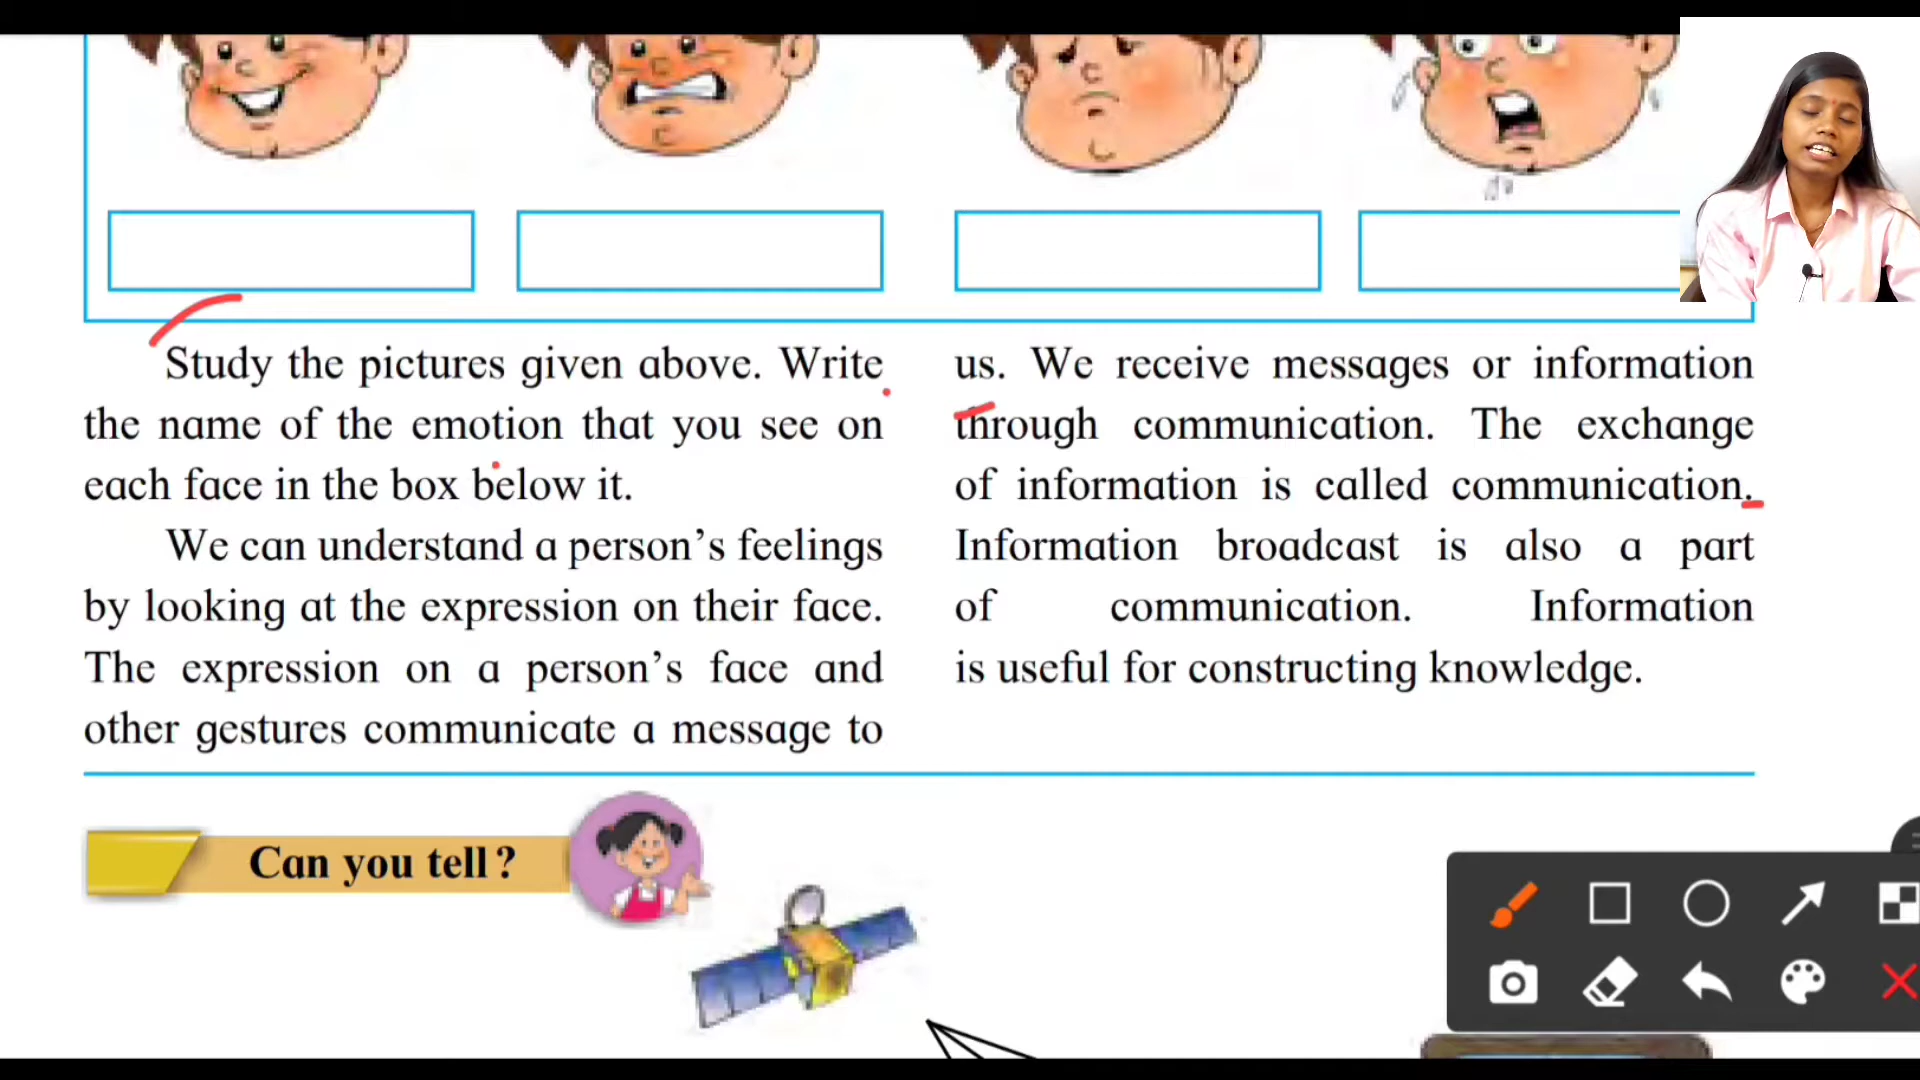 Study the pictures given above. Write
the name of the emotion that you see on
each face in the box below it.
We can understand a person's feelings
by looking at the expression on their face.
The expression on a person's face and
other gestures communicate a message to
us. We receive messages or information
through communication. The exchange
of information is called communication.
Information broadcast is also a part
of communication. Information
is useful for constructing knowledge.
Can you tell?